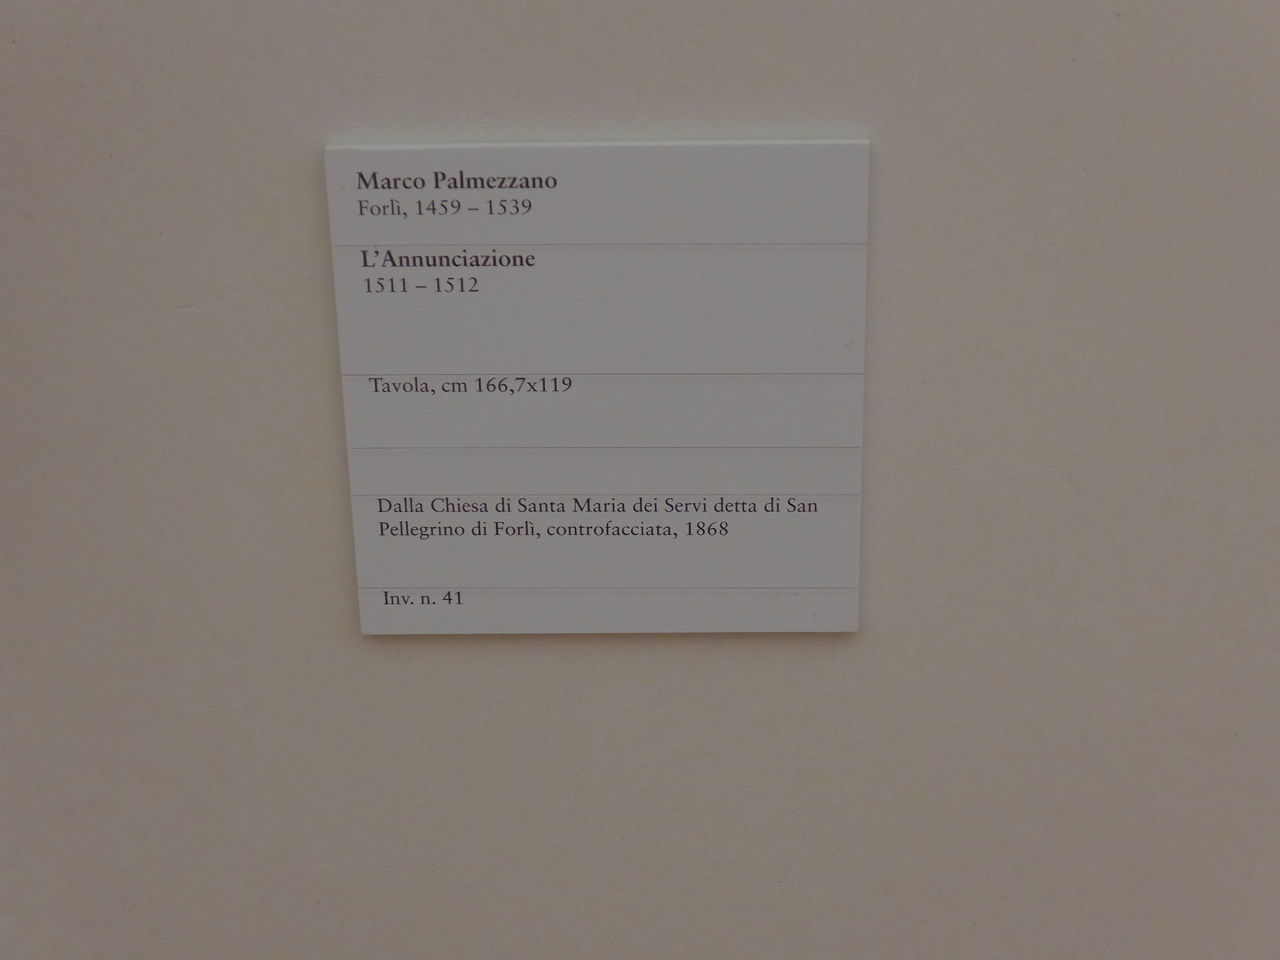 Marco Palmezzano
Forlì, 1459 – 1539
L’Annunciazione
1511 – 1512
Tavola, cm 166,7x119
Dalla Chiesa di Santa Maria dei Servi detta di San
Pellegrino di Forlì, controfacciata, 1868
Inv. n. 41